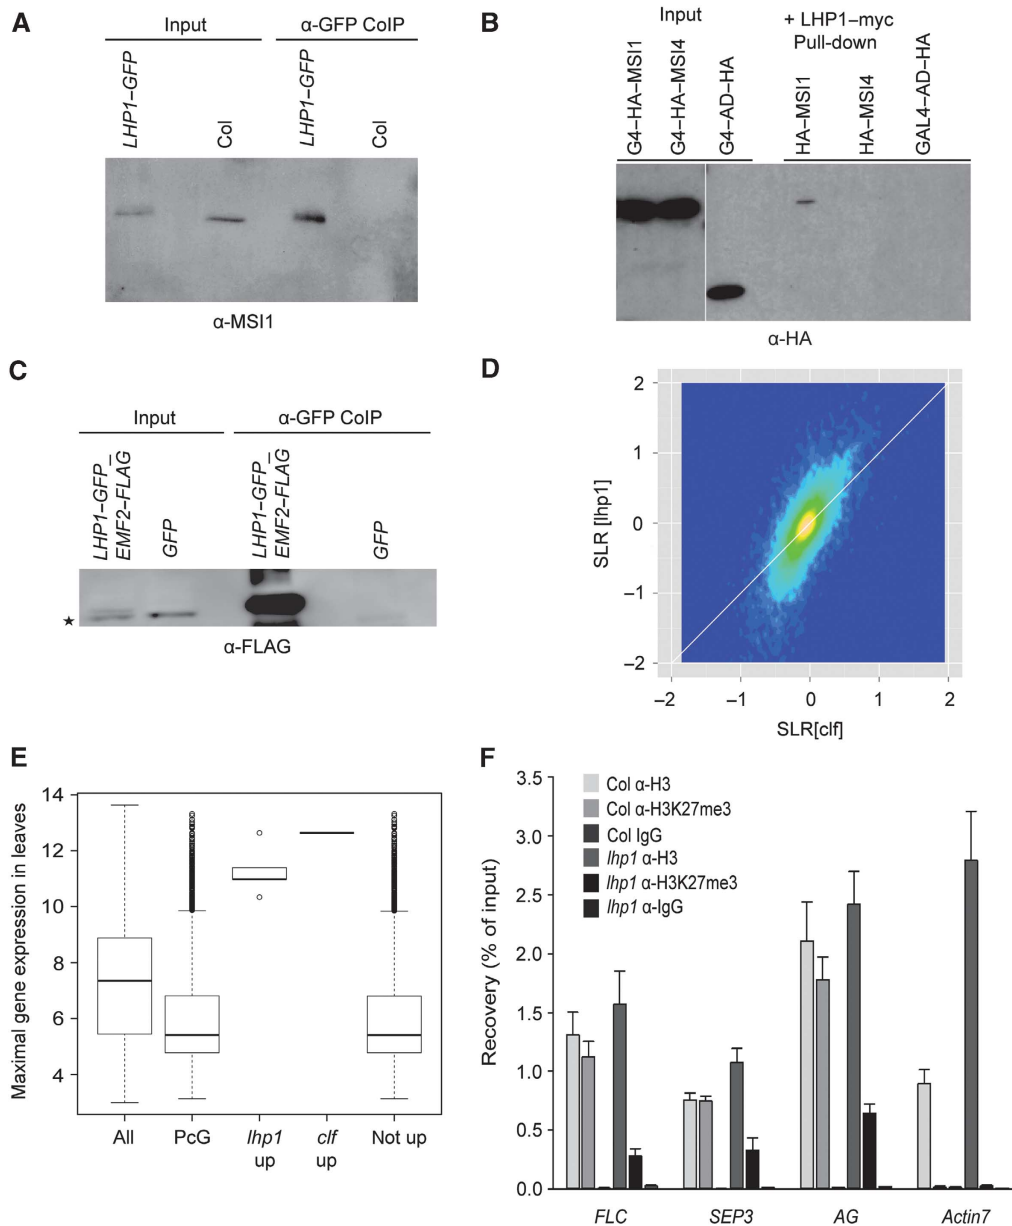 A
Input
α-GFP CoIP
LHP1–GFP
Col
LHP1–GFP
Col
α-MSI1
B
Input
+ LHP1–myc
Pull-down
G4–HA–MSI1
G4–HA–MSI4
G4–AD–HA
HA–MSI1
HA–MSI4
GAL4–AD–HA
α-HA
C
Input
α-GFP CoIP
LHP1–GFP_
EMF2–FLAG
GFP
LHP1–GFP_
EMF2–FLAG
GFP
★
α-FLAG
D
SLR [lhp1]
2
1
0
–1
–2
–2
–1
0
1
2
SLR[clf]
E
Maximal gene expression in leaves
14
12
10
8
6
4
All
PcG
lhp1
up
clf
up
Not up
F
Recovery (% of input)
3.5
3.0
2.5
2.0
1.5
1.0
0.5
0.0
Col α-H3
Col α-H3K27me3
Col IgG
lhp1 α-H3
lhp1 α-H3K27me3
lhp1 α-IgG
FLC
SEP3
AG
Actin7